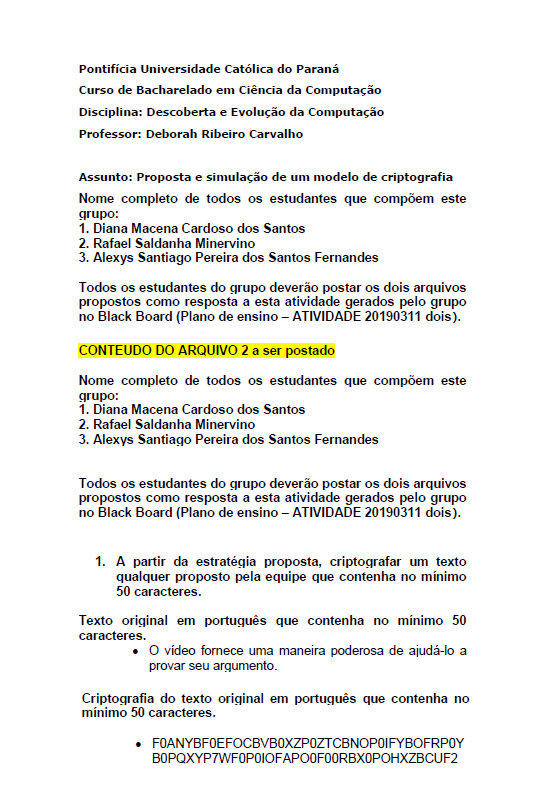 Pontifícia Universidade Católica do Paraná
Curso de Bacharelado em Ciência da Computação
Disciplina: Descoberta e Evolução da Computação
Professor: Deborah Ribeiro Carvalho
Assunto: Proposta e simulação de um modelo de criptografia
Nome completo de todos os estudantes que compõem este
grupo:
1. Diana Macena Cardoso dos Santos
2. Rafael Saldanha Minervino
3. Alexys Santiago Pereira dos Santos Fernandes
Todos os estudantes do grupo deverão postar os dois arquivos
propostos como resposta a esta atividade gerados pelo grupo
no Black Board (Plano de ensino – ATIVIDADE 20190311 dois).
CONTEUDO DO ARQUIVO 2 a ser postado
Nome completo de todos os estudantes que compõem este
grupo:
1. Diana Macena Cardoso dos Santos
2. Rafael Saldanha Minervino
3. Alexys Santiago Pereira dos Santos Fernandes
Todos os estudantes do grupo deverão postar os dois arquivos
propostos como resposta a esta atividade gerados pelo grupo
no Black Board (Plano de ensino – ATIVIDADE 20190311 dois).
1. A partir da estratégia proposta, criptografar um texto
qualquer proposto pela equipe que contenha no mínimo
50 caracteres.
Texto original em português que contenha no mínimo 50
caracteres.
• O vídeo fornece uma maneira poderosa de ajudá-lo a
provar seu argumento.
Criptografia do texto original em português que contenha no
mínimo 50 caracteres.
• F0ANYBF0EFOCBVB0XZP0ZTCBNOP0IFYBOFRP0Y
B0PQXYP7WF0P0IOFAPO0F00RBX0POHXZBCUF2